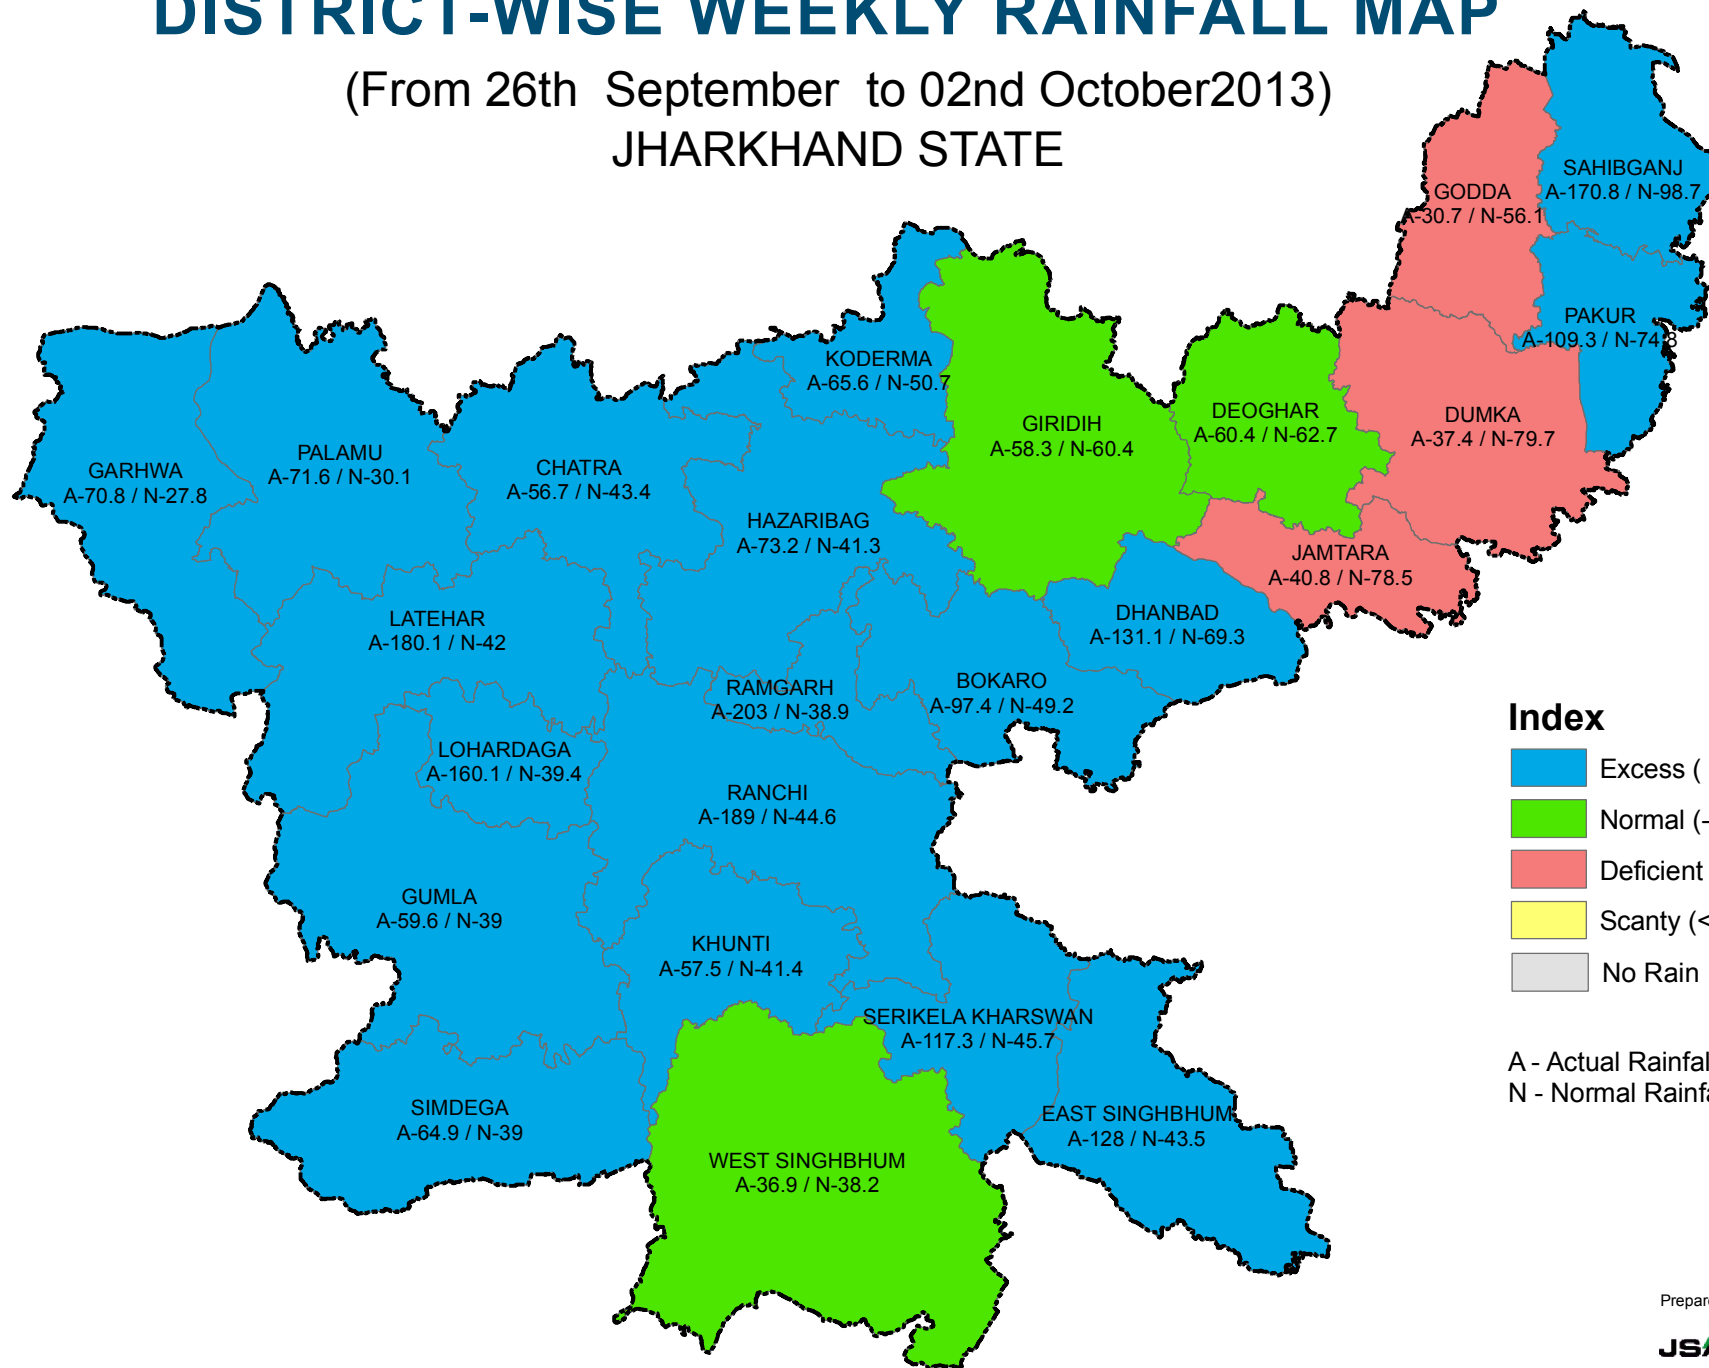 DISTRICT-WISE WEEKLY RAINFALL MAP
(From 26th September to 02nd October2013)
JHARKHAND STATE
SAHIBGANJ
A-170.8 / N-98.7
GODDA
A-30.7 / N-56.1
PAKUR
A-109.3 / N-74.8
KODERMA
A-65.6 / N-50.7
GIRIDIH
A-58.3 / N-60.4
DEOGHAR
A-60.4 / N-62.7
DUMKA
A-37.4 / N-79.7
GARHWA
A-70.8 / N-27.8
PALAMU
A-71.6 / N-30.1
CHATRA
A-56.7 / N-43.4
HAZARIBAG
A-73.2 / N-41.3
JAMTARA
A-40.8 / N-78.5
LATEHAR
A-180.1 / N-42
DHANBAD
A-131.1 / N-69.3
RAMGARH
A-203 / N-38.9
BOKARO
A-97.4 / N-49.2
LOHARDAGA
A-160.1 / N-39.4
RANCHI
A-189 / N-44.6
GUMLA
A-59.6 / N-39
KHUNTI
A-57.5 / N-41.4
SERIKELA KHARSWAN
A-117.3 / N-45.7
SIMDEGA
A-64.9 / N-39
EAST SINGHBHUM
A-128 / N-43.5
WEST SINGHBHUM
A-36.9 / N-38.2
Index
Excess (
Normal (-
Deficient
Scanty (<
No Rain
A - Actual Rainfal
N - Normal Rainfa
Prepar
JS